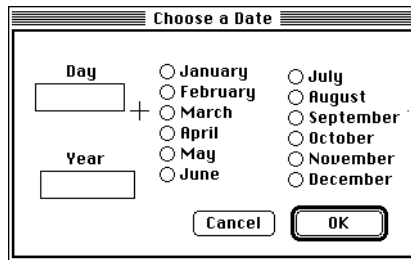 Choose a Date
Day
Year
January
February
March
April
May
June
July
August
September
October
November
December
Cancel
OK